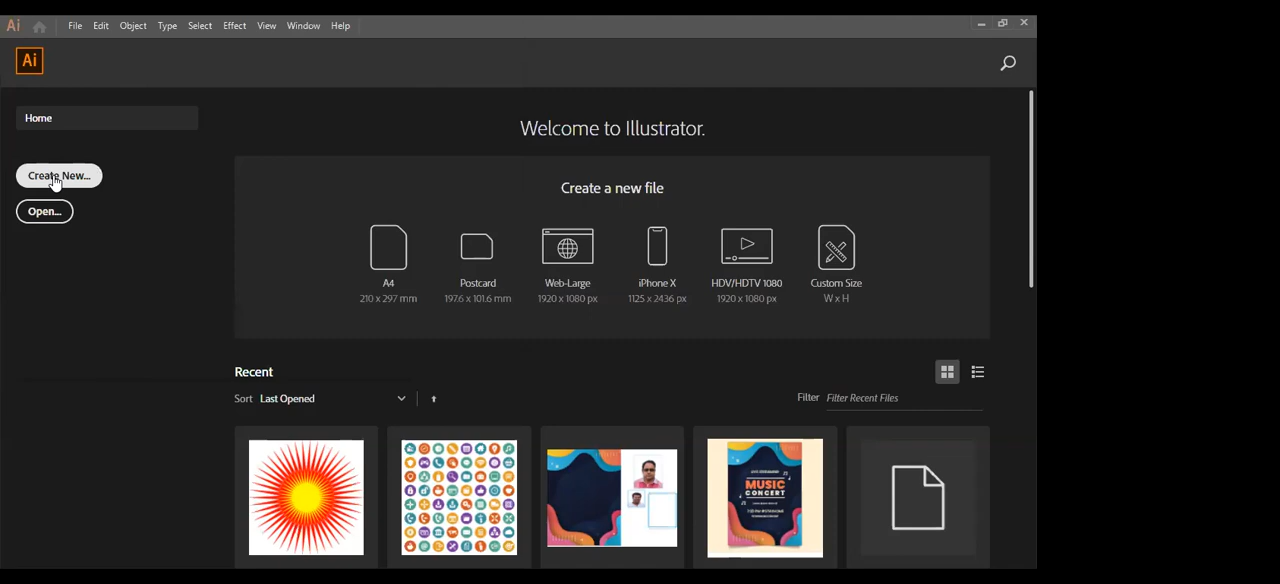 Ai File Edit Object Type Select Effect View Window Help
Ai
Home
Create New...
Open...
Welcome to Illustrator.
Create a new file
A4 Postcard Web-Large iPhone X HDV/HDTV 1080 Custom Size
210 x 297 mm 197.6 x 101.6 mm 1920 x 1080 px 1125 x 2436 px 1920 x 1080 px W x H
Recent
Sort Last Opened Filter Filter Recent Files
MUSIC
CONCERT